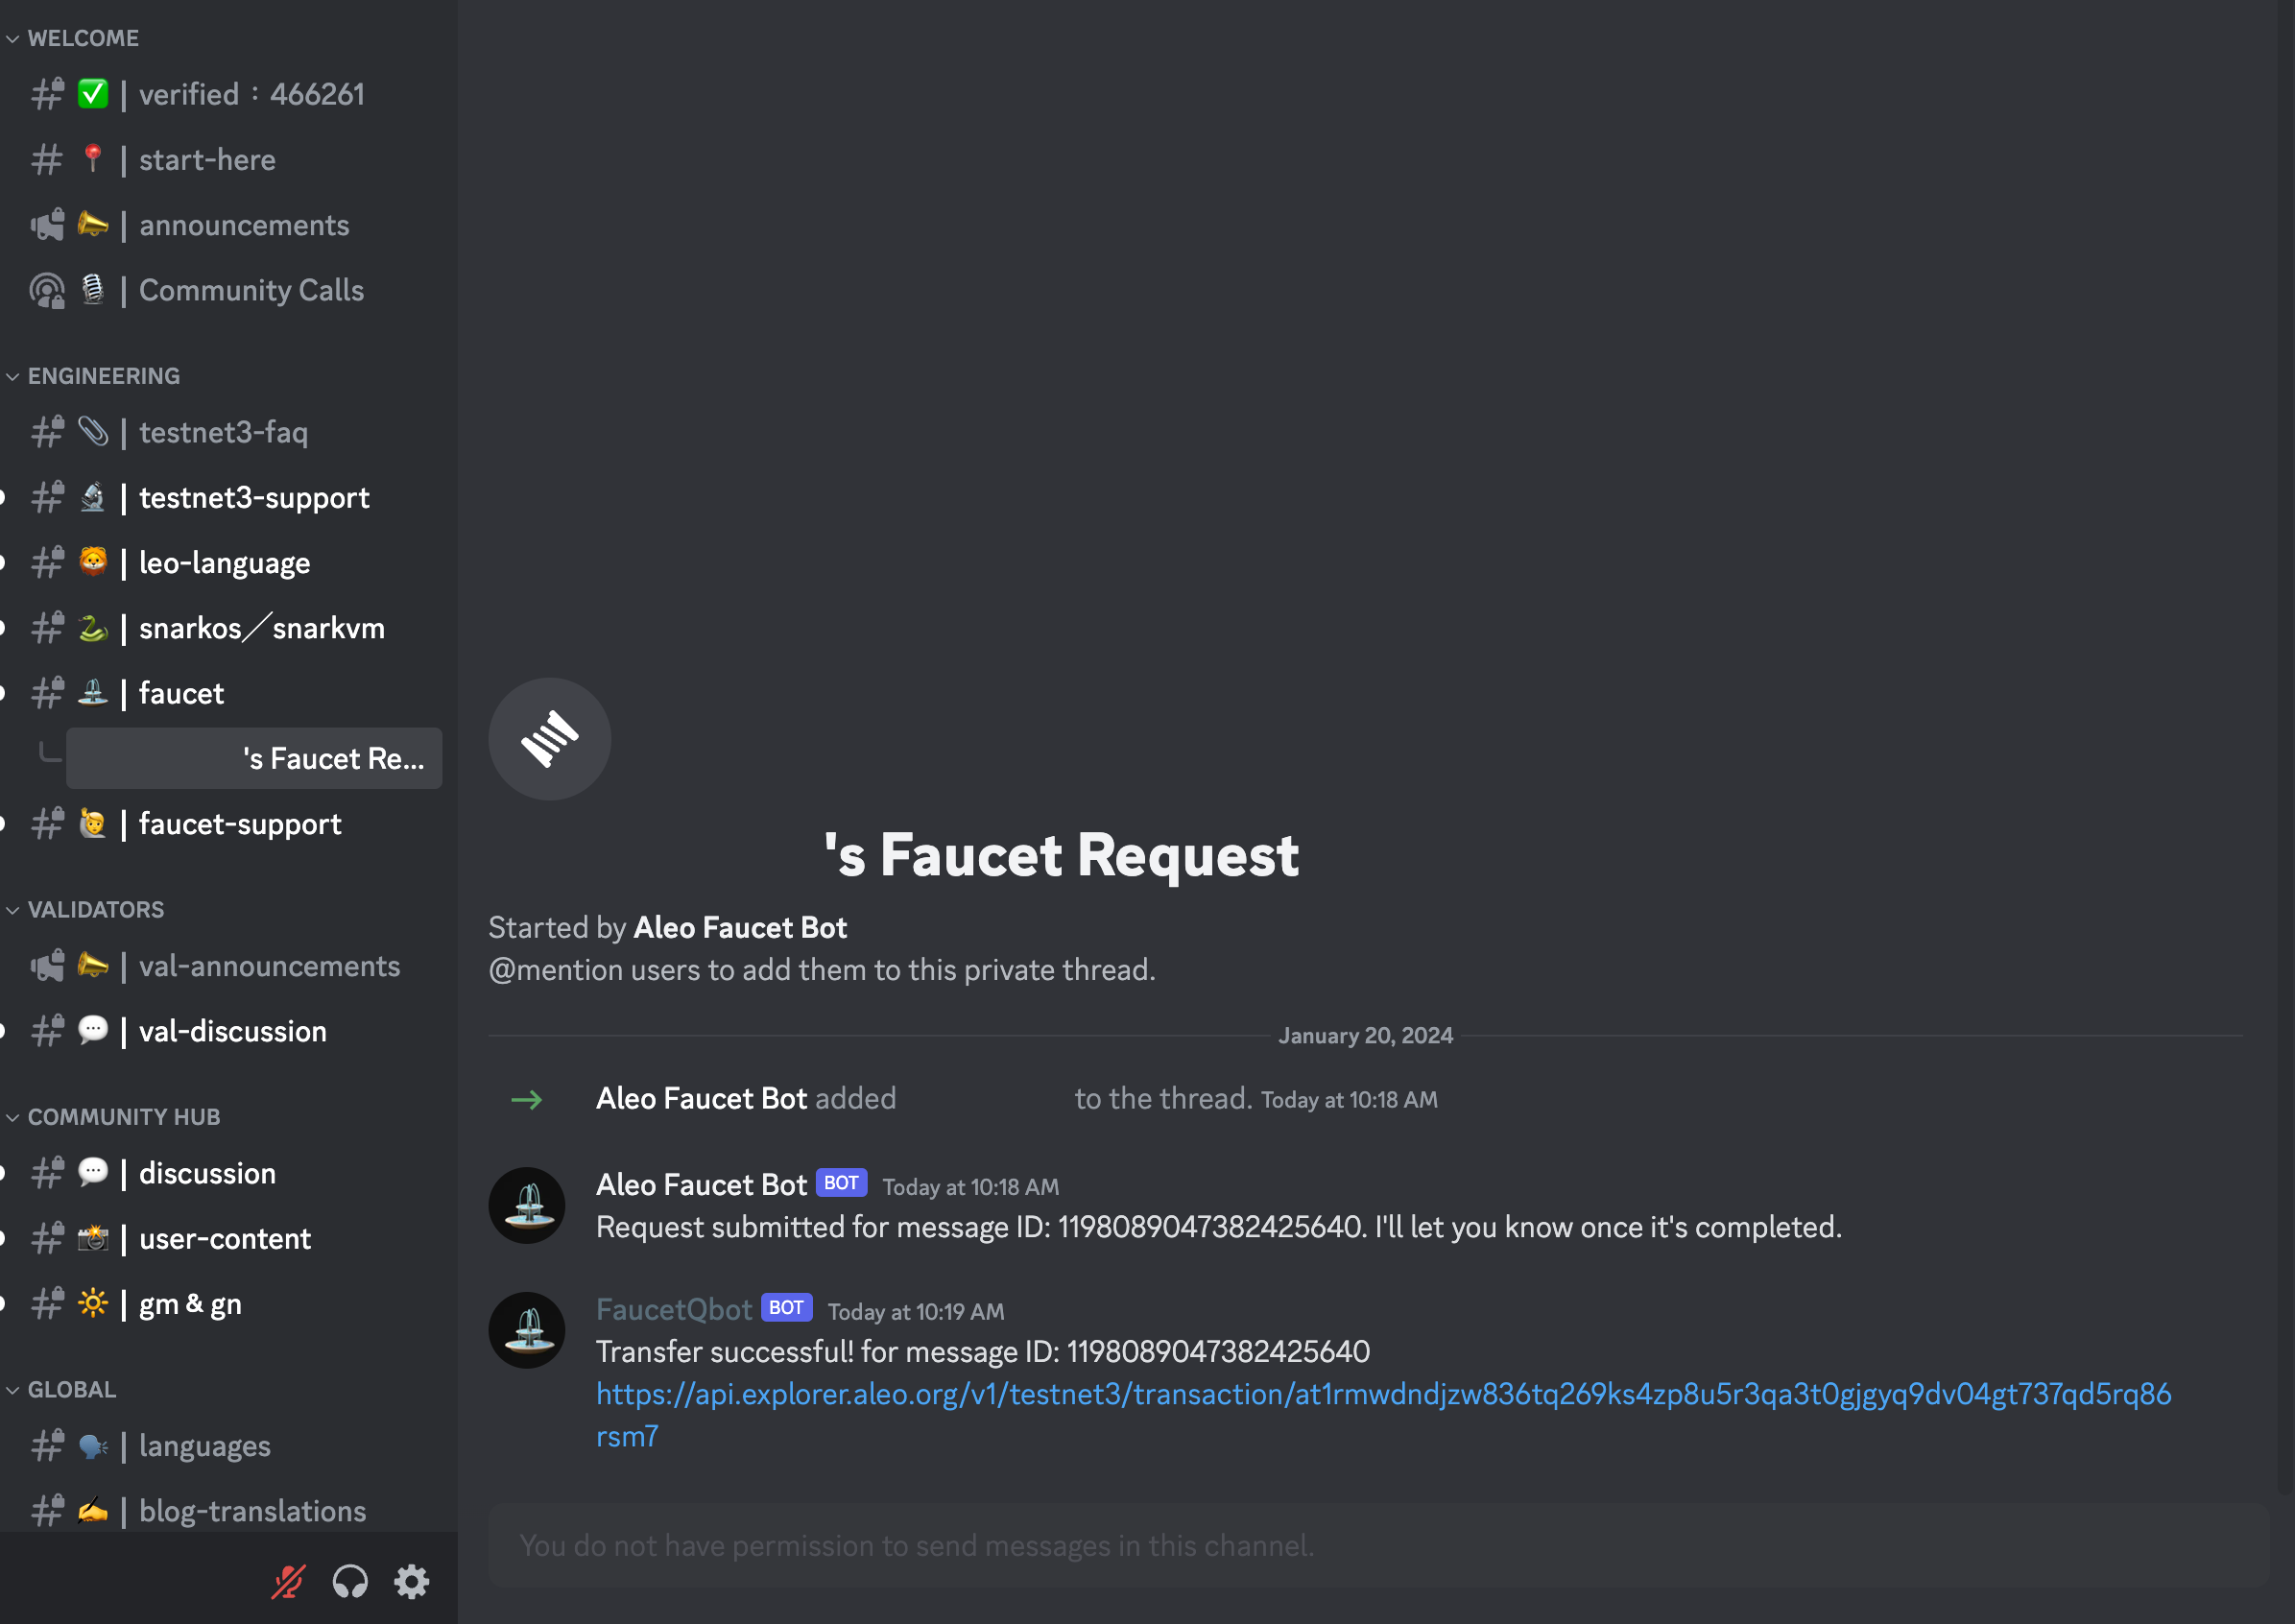 WELCOME
# ✅ | verified：466261
# 📍 | start-here
📣 | announcements
🎙 | Community Calls
ENGINEERING
# 📎 | testnet3-faq
# 🔬 | testnet3-support
# 🦁 | leo-language
# 🐍 | snarkos／snarkvm
# ⛲ | faucet
's Faucet Re...
# 🙋 | faucet-support
VALIDATORS
📣 | val-announcements
# 💬 | val-discussion
COMMUNITY HUB
# 💬 | discussion
# 📸 | user-content
# 🔆 | gm & gn
GLOBAL
# 🗣 | languages
# ✍ | blog-translations
's Faucet Request
Started by Aleo Faucet Bot
@mention users to add them to this private thread.
January 20, 2024
Aleo Faucet Bot added to the thread. Today at 10:18 AM
Aleo Faucet Bot BOT Today at 10:18 AM
Request submitted for message ID: 1198089047382425640. I'll let you know once it's completed.
FaucetQbot BOT Today at 10:19 AM
Transfer successful! for message ID: 1198089047382425640
https://api.explorer.aleo.org/v1/testnet3/transaction/at1rmwdndjzw836tq269ks4zp8u5r3qa3t0gjgyq9dv04gt737qd5rq86
rsm7
You do not have permission to send messages in this channel.